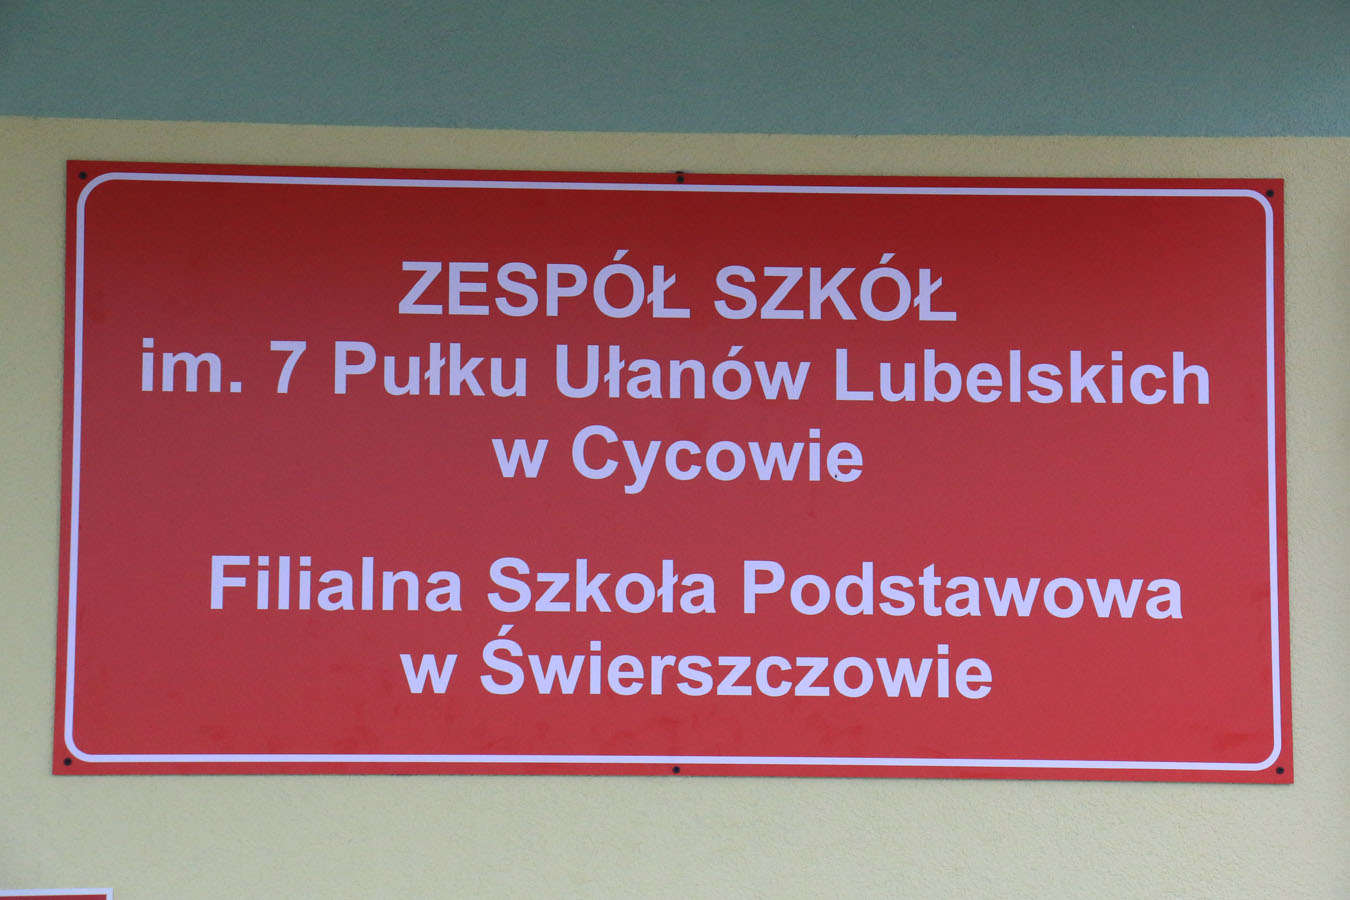 ZESPÓŁ SZKÓŁ
im. 7 Pułku Ułanów Lubelskich
w Cycowie
Filialna Szkoła Podstawowa
w Świerszczowie